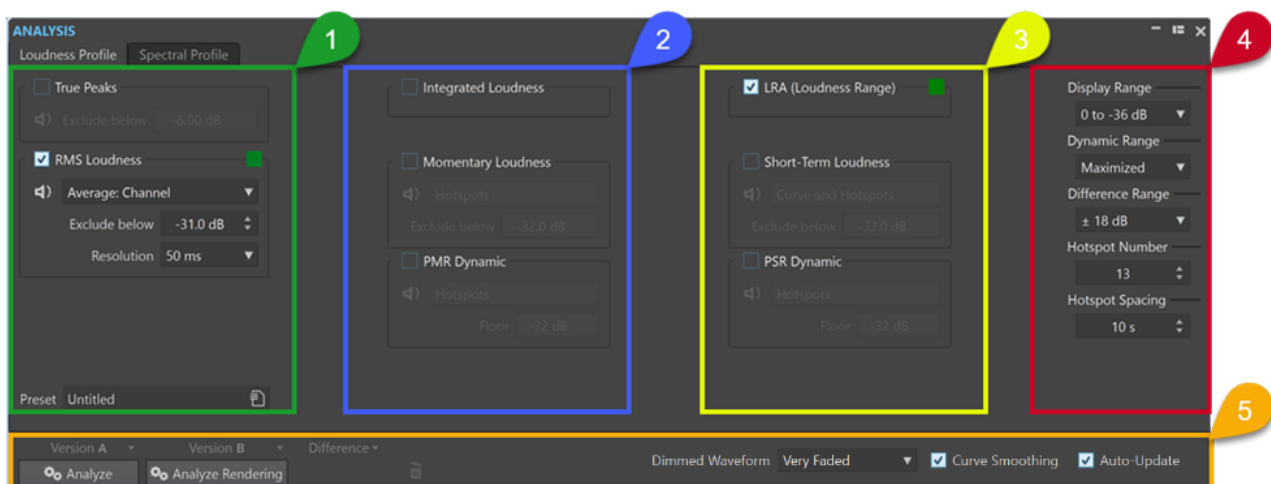 ANALYSIS
Loudness Profile
Spectral Profile
1
2
3
4
True Peaks
Exclude below -6.00 dB
RMS Loudness
Average: Channel
Exclude below -31.0 dB
Resolution 50 ms
Preset Untitled
Integrated Loudness
Momentary Loudness
Hotspots
Exclude below -32.0 dB
PMR Dynamic
Hotspots
Floor -32 dB
LRA (Loudness Range)
Short-Term Loudness
Curve and Hotspots
Exclude below -32.0 dB
PSR Dynamic
Hotspots
Floor -32 dB
Display Range
0 to -36 dB
Dynamic Range
Maximized
Difference Range
± 18 dB
Hotspot Number
13
Hotspot Spacing
10 s
5
Version A
Version B
Difference
Analyze
Analyze Rendering
Dimmed Waveform Very Faded
Curve Smoothing
Auto-Update